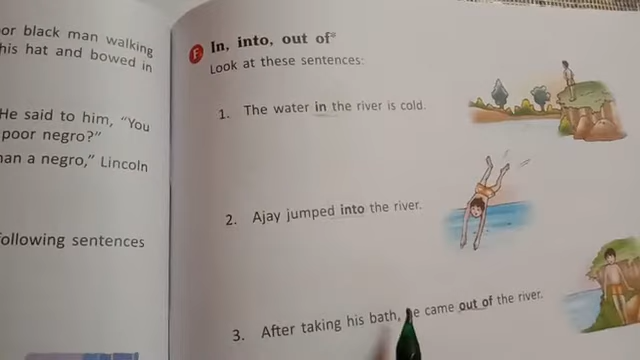 or black man walking
his hat and bowed in
He said to him, “You
poor negro?”
an a negro,” Lincoln
ollowing sentences
F In, into, out of*
Look at these sentences:
1. The water in the river is cold.
2. Ajay jumped into the river.
3. After taking his bath, he came out of the river.